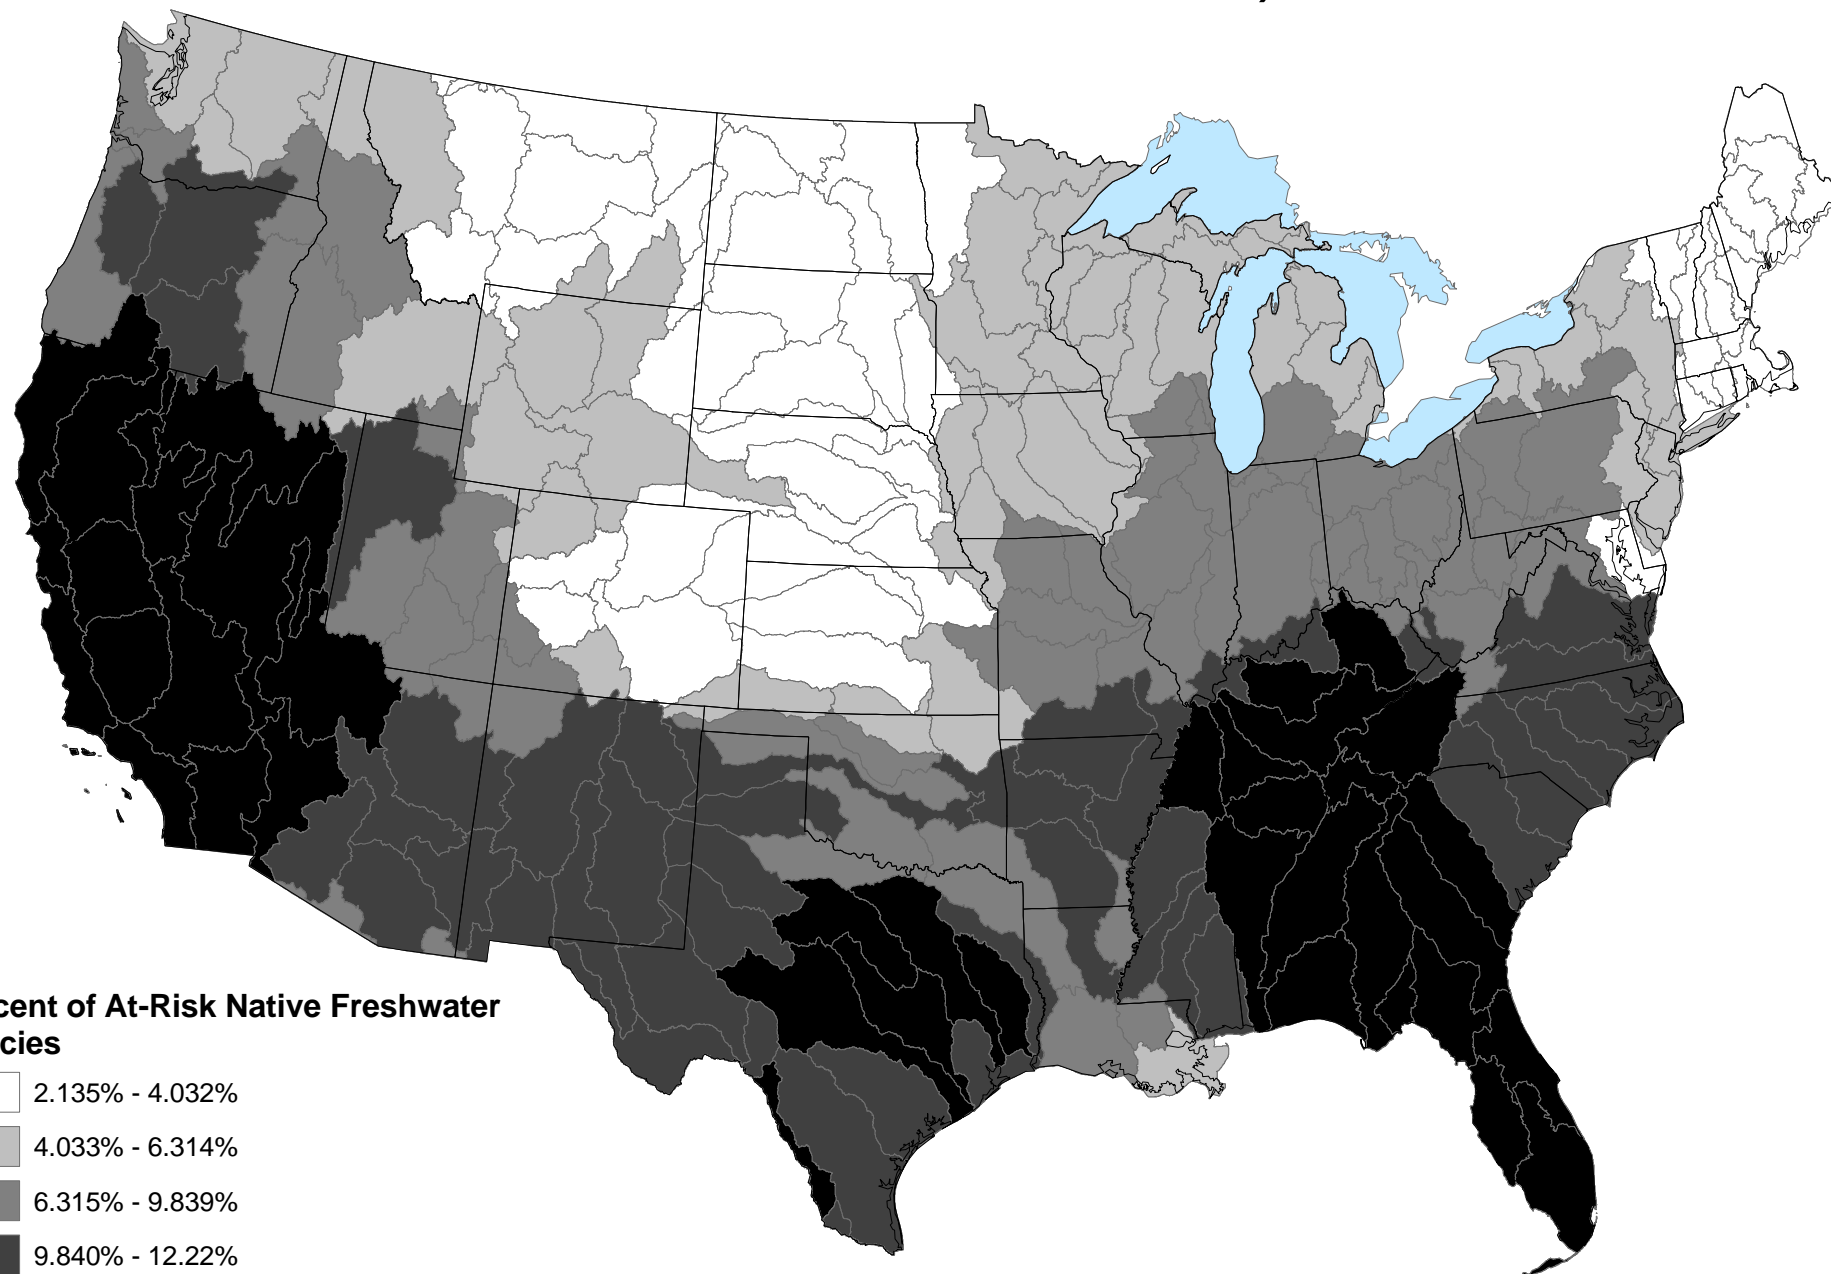 cent of At-Risk Native Freshwater
cies
2.135% - 4.032%
4.033% - 6.314%
6.315% - 9.839%
9.840% - 12.22%